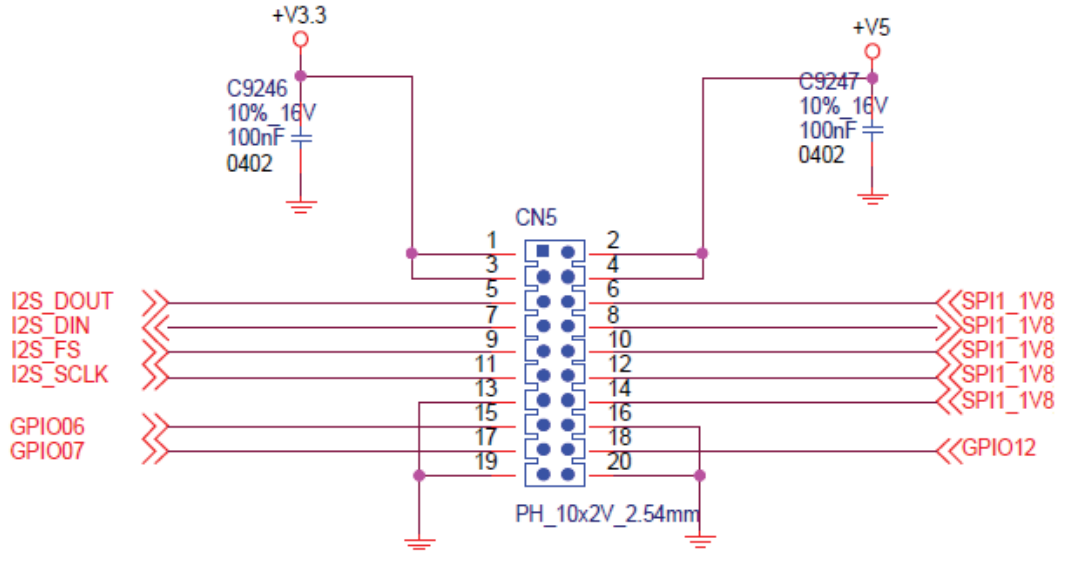 +V3.3
+V5
C9246
10%_16V
100nF
0402
C9247
10%_16V
100nF
0402
CN5
1 2
3 4
I2S_DOUT 5 6 SPI1_1V8
I2S_DIN 7 8 SPI1_1V8
I2S_FS 9 10 SPI1_1V8
I2S_SCLK 11 12 SPI1_1V8
13 14 SPI1_1V8
GPIO06 15 16
GPIO07 17 18 GPIO12
19 20
PH_10x2V_2.54mm